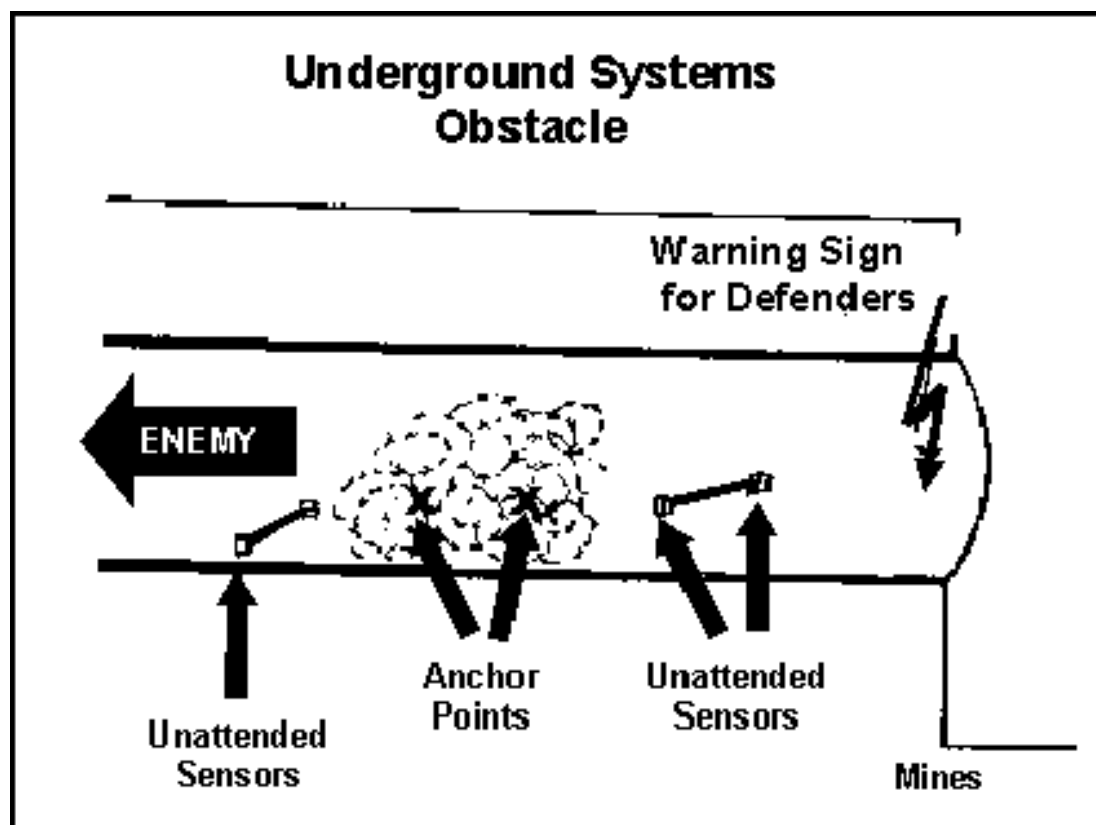 Underground Systems
Obstacle
Warning Sign
for Defenders
ENEMY
Anchor
Points
Unattended
Sensors
Unattended
Sensors
Mines